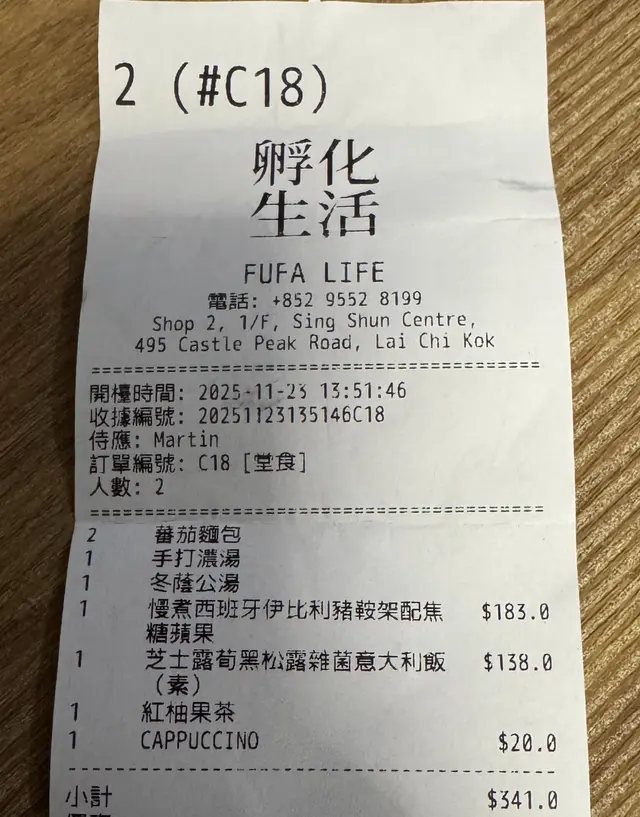 2 (#C18)
孵化
生活
FUFA LIFE
電話: +852 9552 8199
Shop 2, 1/F, Sing Shun Centre,
495 Castle Peak Road, Lai Chi Kok
==========================================
開檯時間: 2025-11-23 13:51:46
收據編號: 20251123135146C18
侍應: Martin
訂單編號: C18 [堂食]
人數: 2
==========================================
2 蕃茄麵包
1 手打濃湯
1 冬蔭公湯
1 慢煮西班牙伊比利豬鞍架配焦 $183.0
糖蘋果
1 芝士露荀黑松露雜菌意大利飯 $138.0
（素）
1 紅柚果茶
1 CAPPUCCINO $20.0
------------------------------------------
小計 $341.0